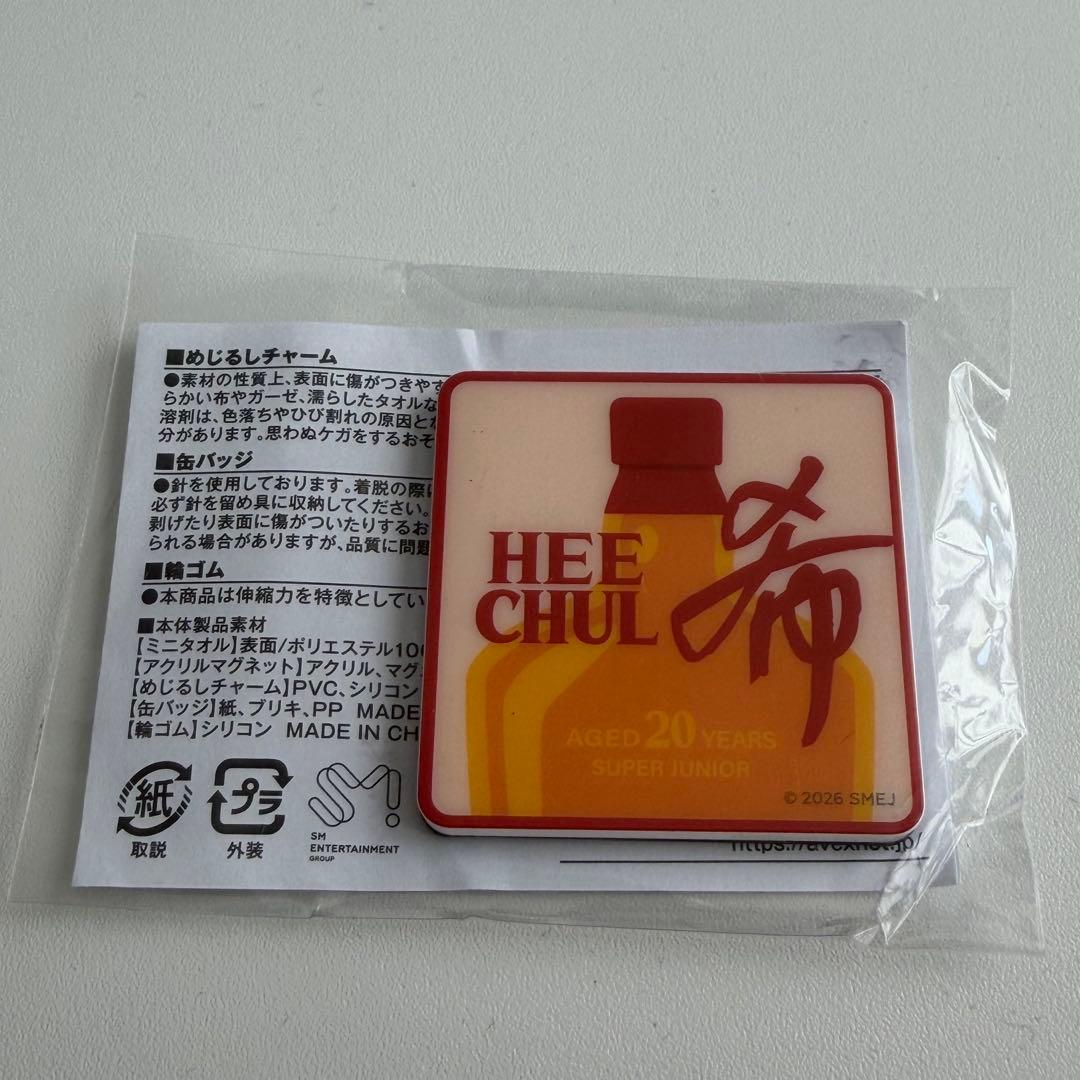 ■めじるしチャーム
●素材の性質上、表面に傷がつきやす
らかい布やガーゼ、濡らしたタオルな
溶剤は、色落ちやひび割れの原因と
分があります。思わぬケガをするおそ
■缶バッジ
●針を使用しております。着脱の際
必ず針を留め具に収納してください。
剥げたり表面に傷がついたりするお
られる場合がありますが、品質に問題
■輪ゴム
●本商品は伸縮力を特徴としてい
■本体製品素材
【ミニタオル】表面/ポリエステル10
【アクリルマグネット】アクリル、マグ
【めじるしチャーム】PVC、シリコン
【缶バッジ】紙、ブリキ、PP MADE
【輪ゴム】シリコン MADE IN CH
紙
取説
プラ
外装
SM
ENTERTAINMENT
GROUP
HEE
CHUL
希
AGED 20 YEARS
SUPER JUNIOR
© 2026 SMEJ
https://avexnet.jp/